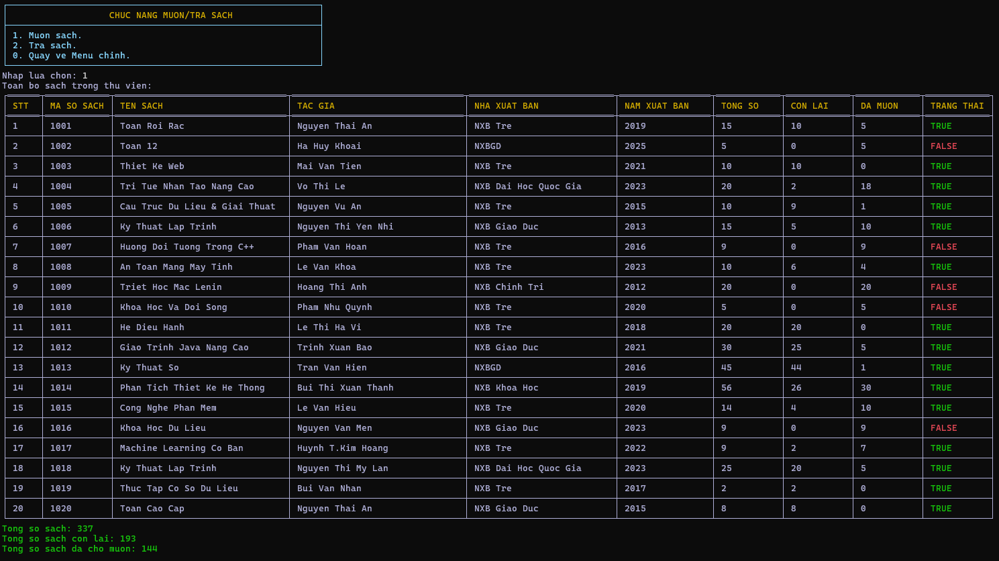 CHUC NANG MUON/TRA SACH
1. Muon sach.
2. Tra sach.
0. Quay ve Menu chinh.
Nhap lua chon: 1
Toan bo sach trong thu vien:
STT MA SO SACH TEN SACH TAC GIA NHA XUAT BAN NAM XUAT BAN TONG SO CON LAI DA MUON TRANG THAI
1 1001 Toan Roi Rac Nguyen Thai An NXB Tre 2019 15 10 5 TRUE
2 1002 Toan 12 Ha Huy Khoai NXBGD 2025 5 0 5 FALSE
3 1003 Thiet Ke Web Mai Van Tien NXB Tre 2021 10 10 0 TRUE
4 1004 Tri Tue Nhan Tao Nang Cao Vo Thi Le NXB Dai Hoc Quoc Gia 2023 20 2 18 TRUE
5 1005 Cau Truc Du Lieu & Giai Thuat Nguyen Vu An NXB Tre 2015 10 9 1 TRUE
6 1006 Ky Thuat Lap Trinh Nguyen Thi Yen Nhi NXB Giao Duc 2013 15 5 10 TRUE
7 1007 Huong Doi Tuong Trong C++ Pham Van Hoan NXB Tre 2016 9 0 9 FALSE
8 1008 An Toan Mang May Tinh Le Van Khoa NXB Tre 2023 10 6 4 TRUE
9 1009 Triet Hoc Mac Lenin Hoang Thi Anh NXB Chinh Tri 2012 20 0 20 FALSE
10 1010 Khoa Hoc Va Doi Song Pham Nhu Quynh NXB Tre 2020 5 0 5 FALSE
11 1011 He Dieu Hanh Le Thi Ha Vi NXB Tre 2018 20 20 0 TRUE
12 1012 Giao Trinh Java Nang Cao Trinh Xuan Bao NXB Giao Duc 2021 30 25 5 TRUE
13 1013 Ky Thuat So Tran Van Hien NXBGD 2016 45 44 1 TRUE
14 1014 Phan Tich Thiet Ke He Thong Bui Thi Xuan Thanh NXB Khoa Hoc 2019 56 26 30 TRUE
15 1015 Cong Nghe Phan Mem Le Van Hieu NXB Tre 2020 14 4 10 TRUE
16 1016 Khoa Hoc Du Lieu Nguyen Van Men NXB Giao Duc 2023 9 0 9 FALSE
17 1017 Machine Learning Co Ban Huynh T.Kim Hoang NXB Tre 2022 9 2 7 TRUE
18 1018 Ky Thuat Lap Trinh Nguyen Thi My Lan NXB Dai Hoc Quoc Gia 2023 25 20 5 TRUE
19 1019 Thuc Tap Co So Du Lieu Bui Van Nhan NXB Tre 2017 2 2 0 TRUE
20 1020 Toan Cao Cap Nguyen Thai An NXB Giao Duc 2015 8 8 0 TRUE
Tong so sach: 337
Tong so sach con lai: 193
Tong so sach da cho muon: 144